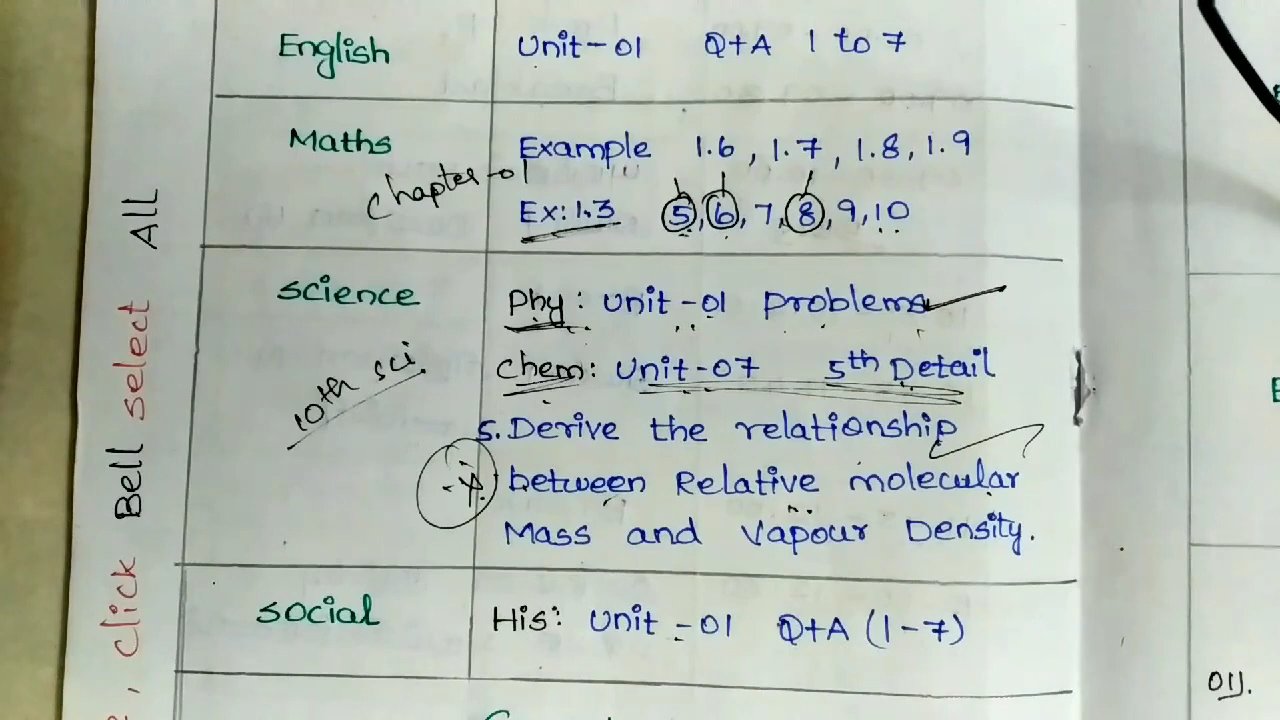 English Unit-01 Q+A 1 to 7
Maths Example 1.6, 1.7, 1.8, 1.9
Chapter-01
Ex: 1.3 5, 6, 7, 8, 9, 10
Science Phy: Unit-01 Problems
10th sci. Chem: Unit-07 5th Detail
5. Derive the relationship
between Relative molecular
Mass and Vapour Density.
Social His: Unit-01 Q+A (1-7)
, click Bell select All